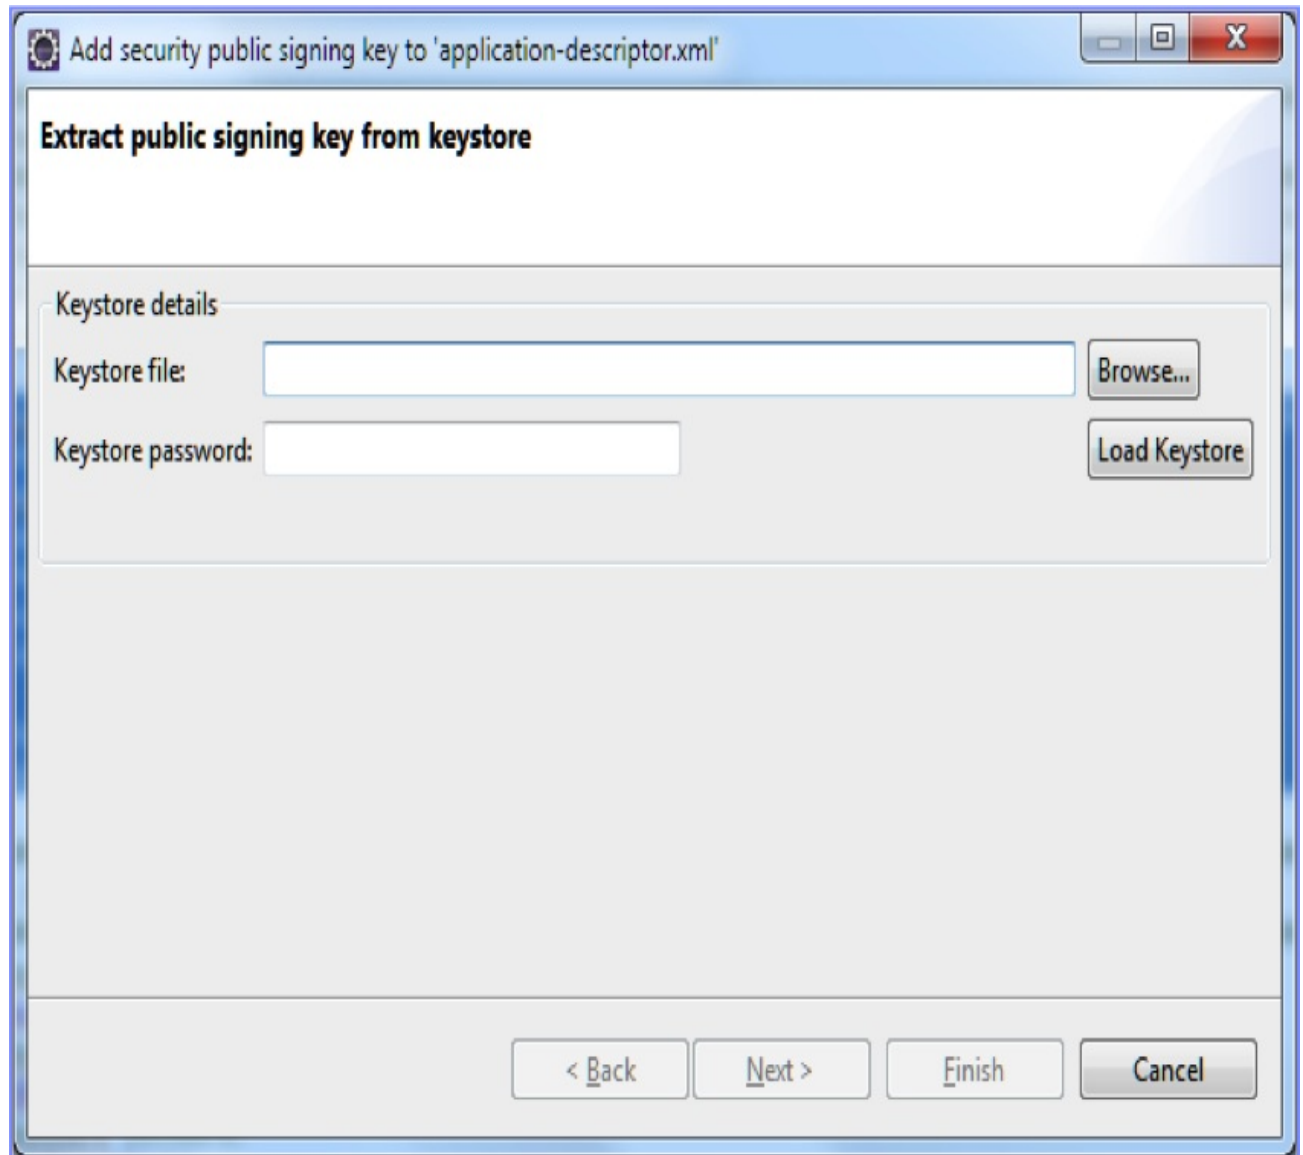 Add security public signing key to 'application-descriptor.xml'
Extract public signing key from keystore
Keystore details
Keystore file:
Browse...
Keystore password:
Load Keystore
< Back
Next >
Finish
Cancel